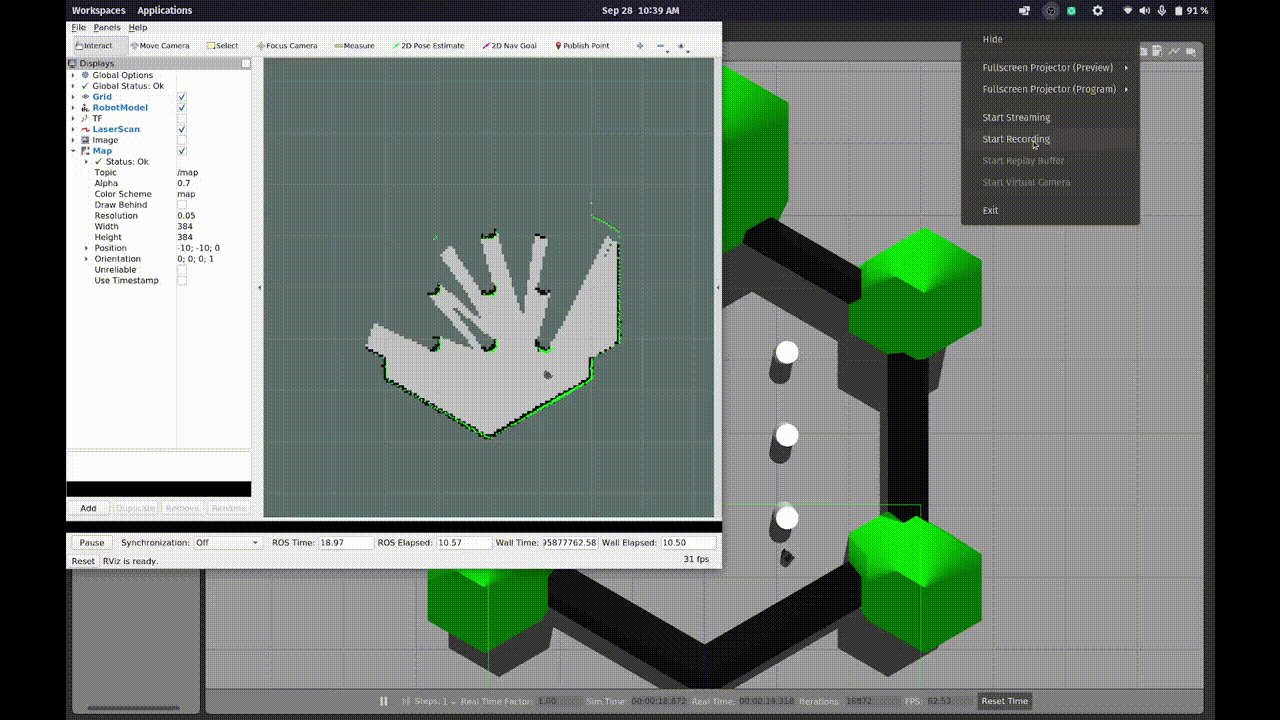 Workspaces Applications Sep 28 10:39 AM 91 %
File Panels Help
Interact Move Camera Select Focus Camera Measure 2D Pose Estimate 2D Nav Goal Publish Point
Displays
Global Options
Global Status: Ok
Grid
RobotModel
TF
LaserScan
Image
Map
Status: Ok
Topic /map
Alpha 0.7
Color Scheme map
Draw Behind
Resolution 0.05
Width 384
Height 384
Position -10; -10; 0
Orientation 0; 0; 0; 1
Unreliable
Use Timestamp
Add Duplicate Remove Rename
Pause Synchronization: Off ROS Time: 18.97 ROS Elapsed: 10.57 Wall Time: 95877762.58 Wall Elapsed: 10.50
Reset RViz is ready. 31 fps
Hide
Fullscreen Projector (Preview)
Fullscreen Projector (Program)
Start Streaming
Start Recording
Start Replay Buffer
Start Virtual Camera
Exit
Steps: 1 Real Time Factor: 1.00 Sim Time: 00:00:18.872 Real Time: 00:00:19.318 Iterations: 18872 FPS: 62.53 Reset Time